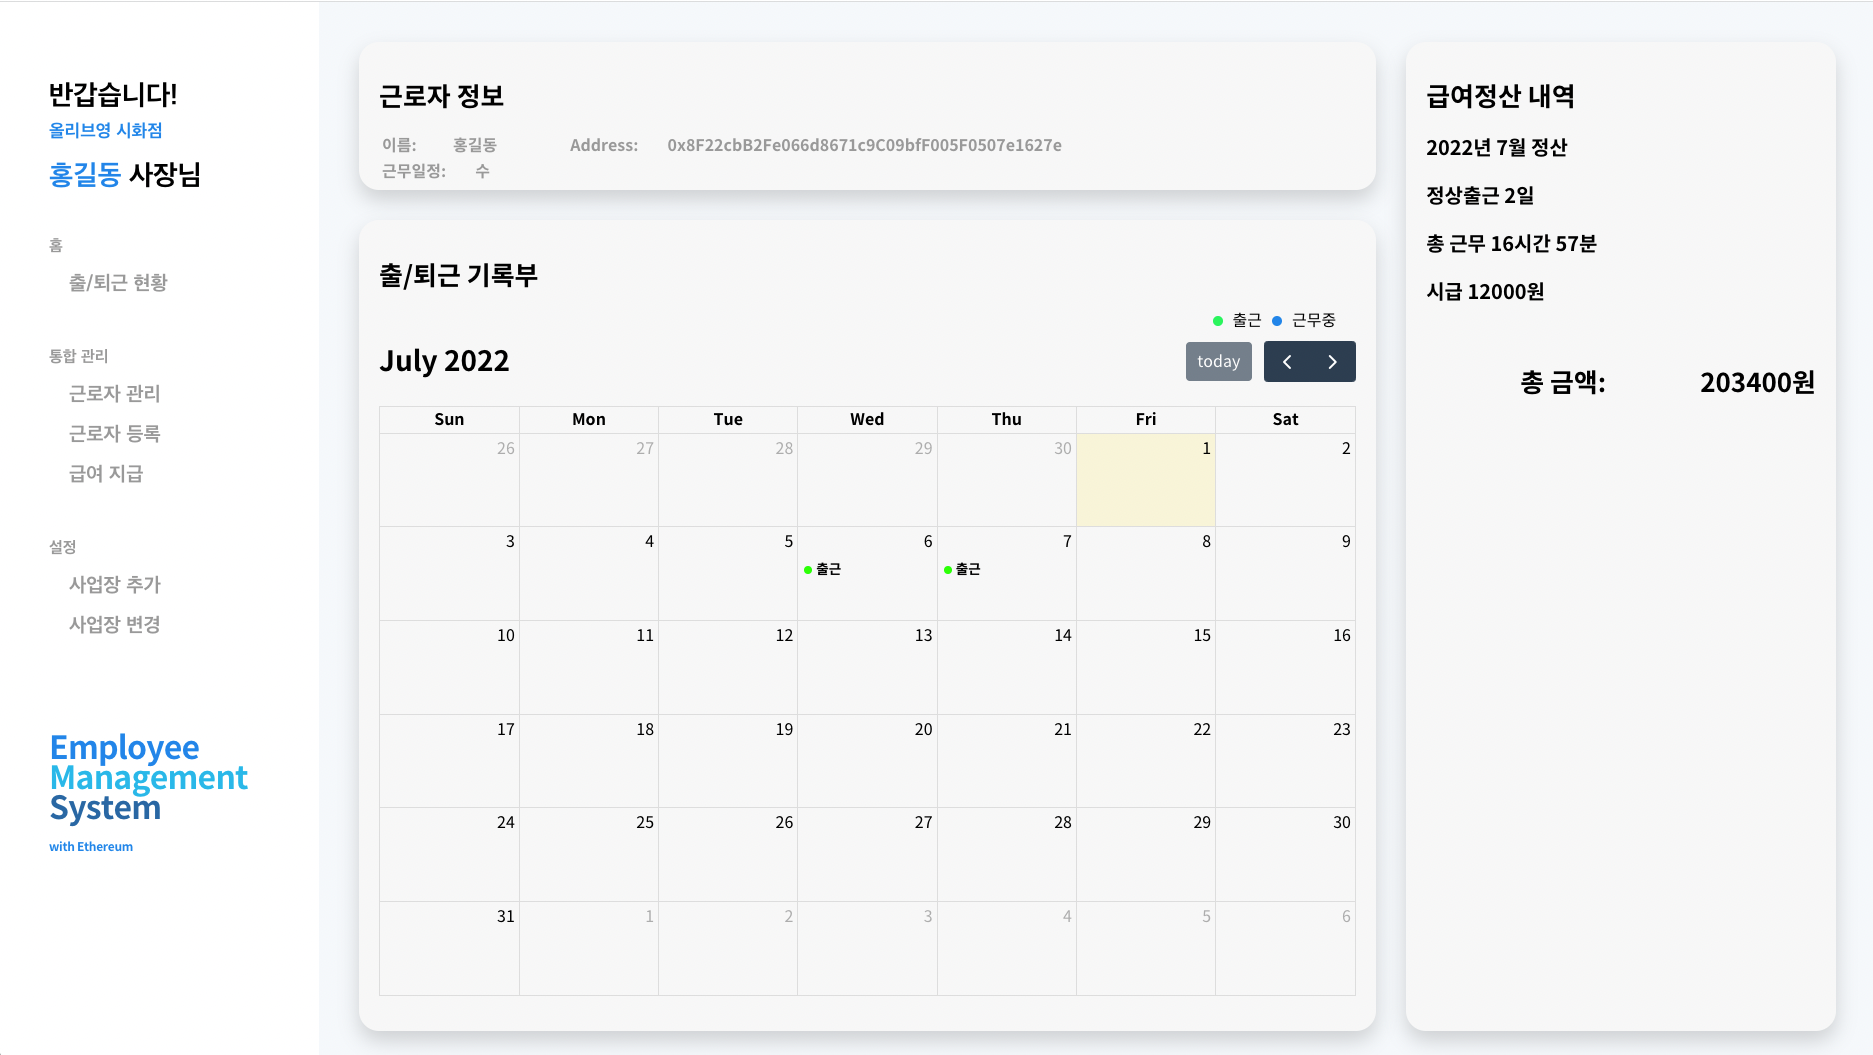 반갑습니다!
올리브영 시화점
홍길동 사장님
홈
출/퇴근 현황
통합 관리
근로자 관리
근로자 등록
급여 지급
설정
사업장 추가
사업장 변경
Employee
Management
System
with Ethereum
근로자 정보
이름: 홍길동 Address: 0x8F22cbB2Fe066d8671c9C09bfF005F0507e1627e
근무일정: 수
출/퇴근 기록부
출근 근무중
July 2022 today
Sun Mon Tue Wed Thu Fri Sat
26 27 28 29 30 1 2
3 4 5 6 7 8 9
출근 출근
10 11 12 13 14 15 16
17 18 19 20 21 22 23
24 25 26 27 28 29 30
31 1 2 3 4 5 6
급여정산 내역
2022년 7월 정산
정상출근 2일
총 근무 16시간 57분
시급 12000원
총 금액: 203400원